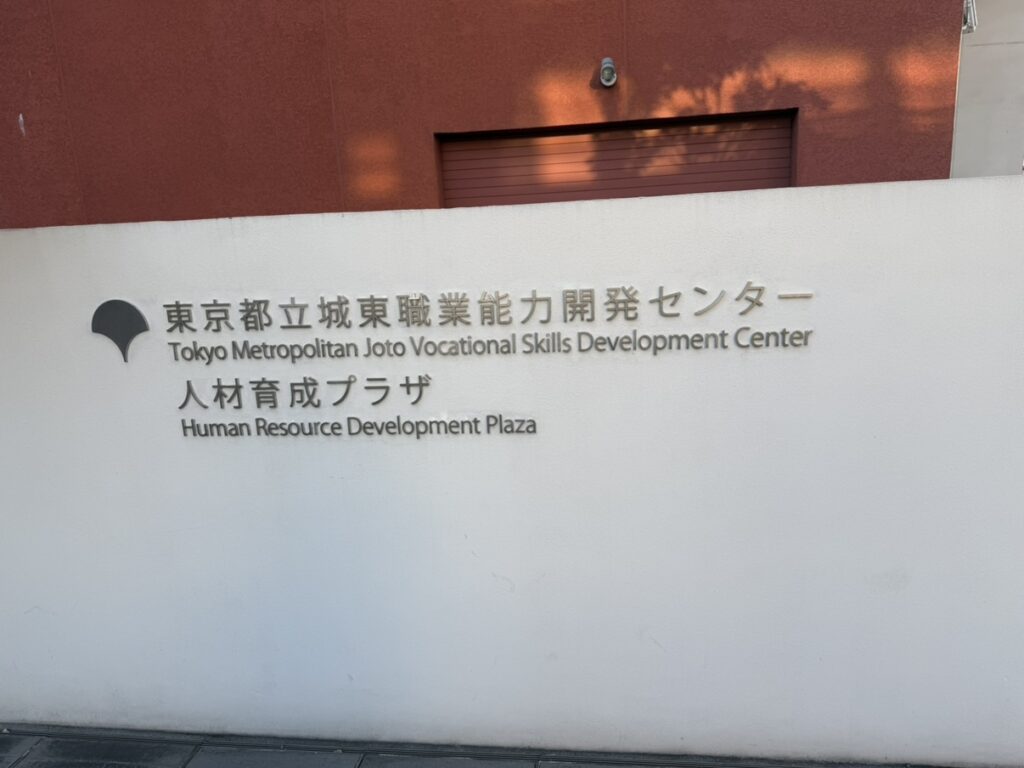 東京都立城東職業能力開発センター
Tokyo Metropolitan Joto Vocational Skills Development Center
人材育成プラザ
Human Resource Development Plaza